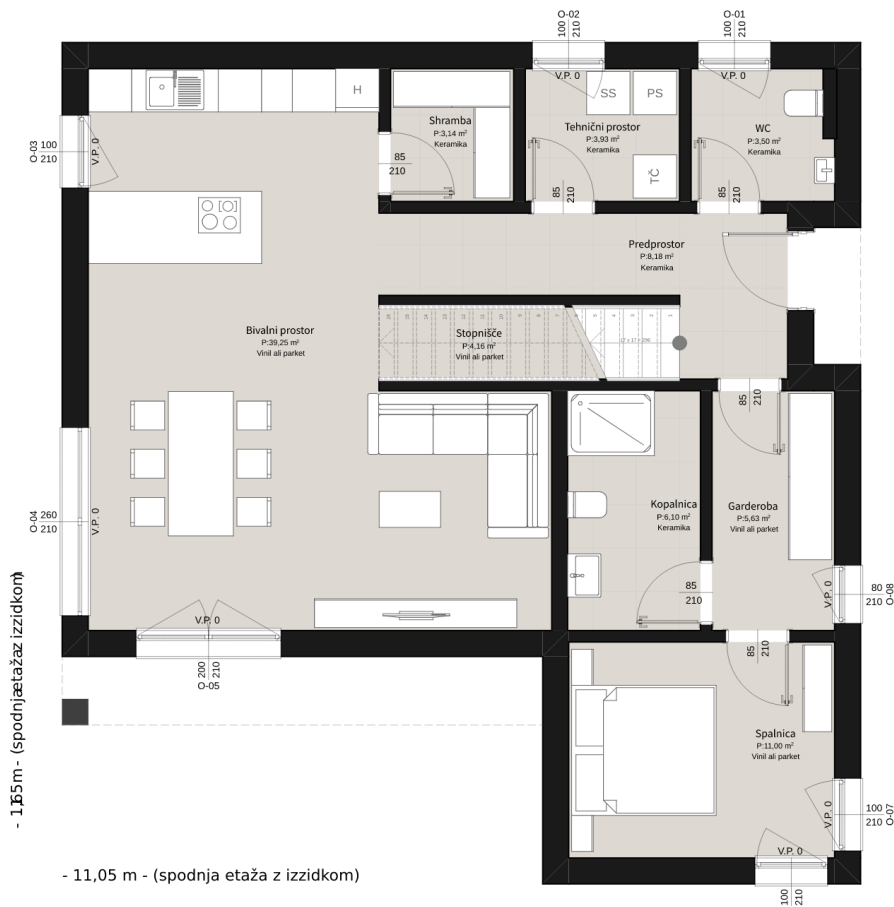 O-02
100
210
O-01
100
210
V.P. 0
V.P. 0
H
SS
PS
TČ
Shramba
P:3,14 m²
Keramika
Tehnični prostor
P:3,93 m²
Keramika
WC
P:3,50 m²
Keramika
O-03
100
210
V.P. 0
85
210
85
210
85
210
Predprostor
P:8,18 m²
Keramika
Bivalni prostor
P:39,25 m²
Vinil ali parket
Stopnišče
P:4,16 m²
Vinil ali parket
85
210
O-04
260
210
V.P. 0
Kopalnica
P:6,10 m²
Keramika
Garderoba
P:5,63 m²
Vinil ali parket
85
210
V.P. 0
80
210
O-08
V.P. 0
200
210
O-05
85
210
Spalnica
P:11,00 m²
Vinil ali parket
V.P. 0
100
210
O-07
V.P. 0
100
210
- 11,05 m - (spodnja etaža z izzidkom)